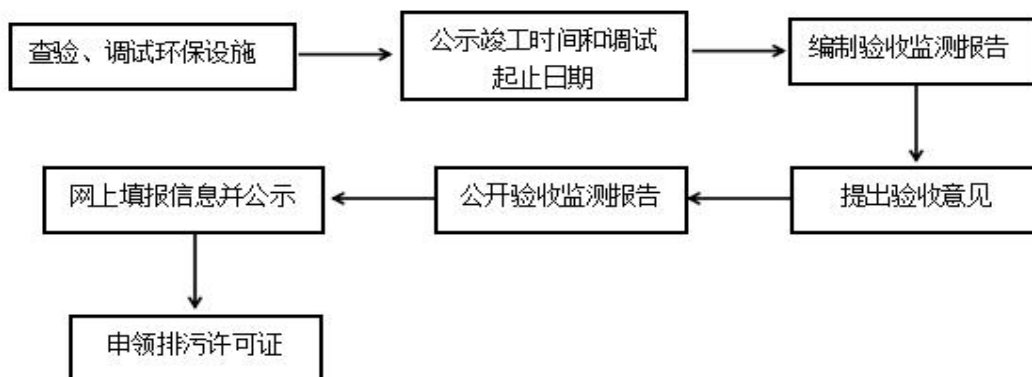 查验、调试环保设施
公示竣工时间和调试
起止日期
编制验收监测报告
提出验收意见
公开验收监测报告
网上填报信息并公示
申领排污许可证